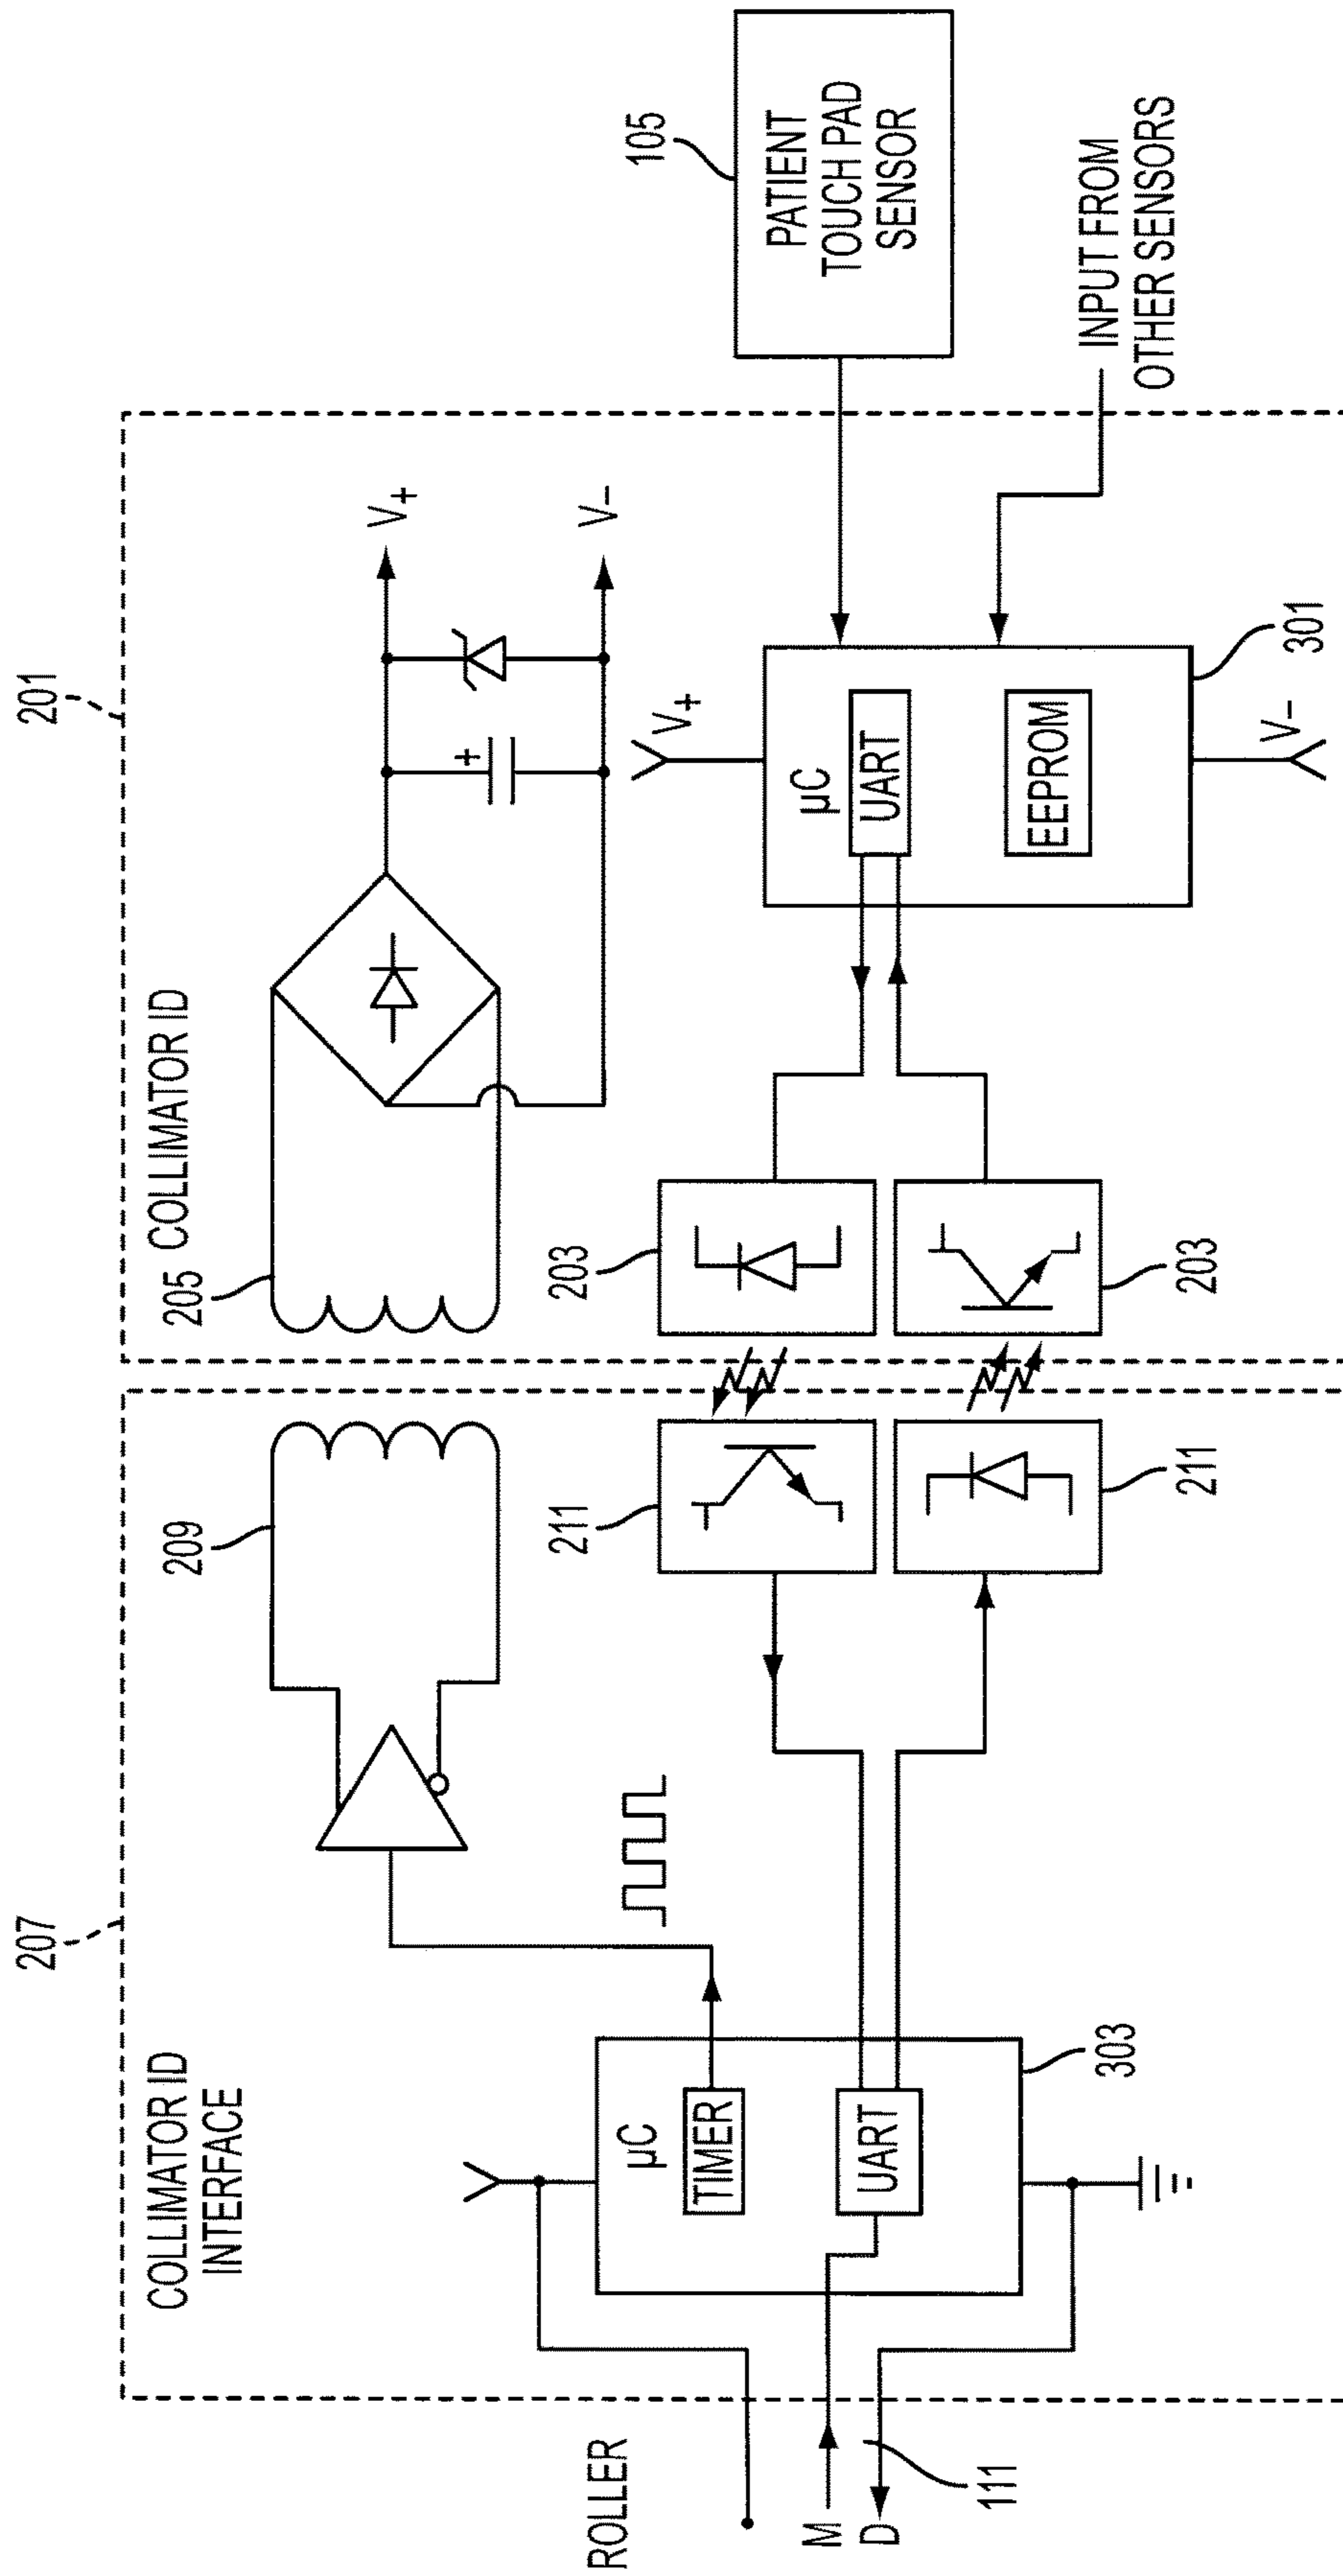 207
201
COLLIMATOR ID
INTERFACE
COLLIMATOR ID
209
205
V+
V−
ROLLER
M
D
111
µC
TIMER
UART
303
211
211
203
203
V+
µC
UART
EEPROM
V−
301
105
PATIENT
TOUCH PAD
SENSOR
INPUT FROM
OTHER SENSORS
+